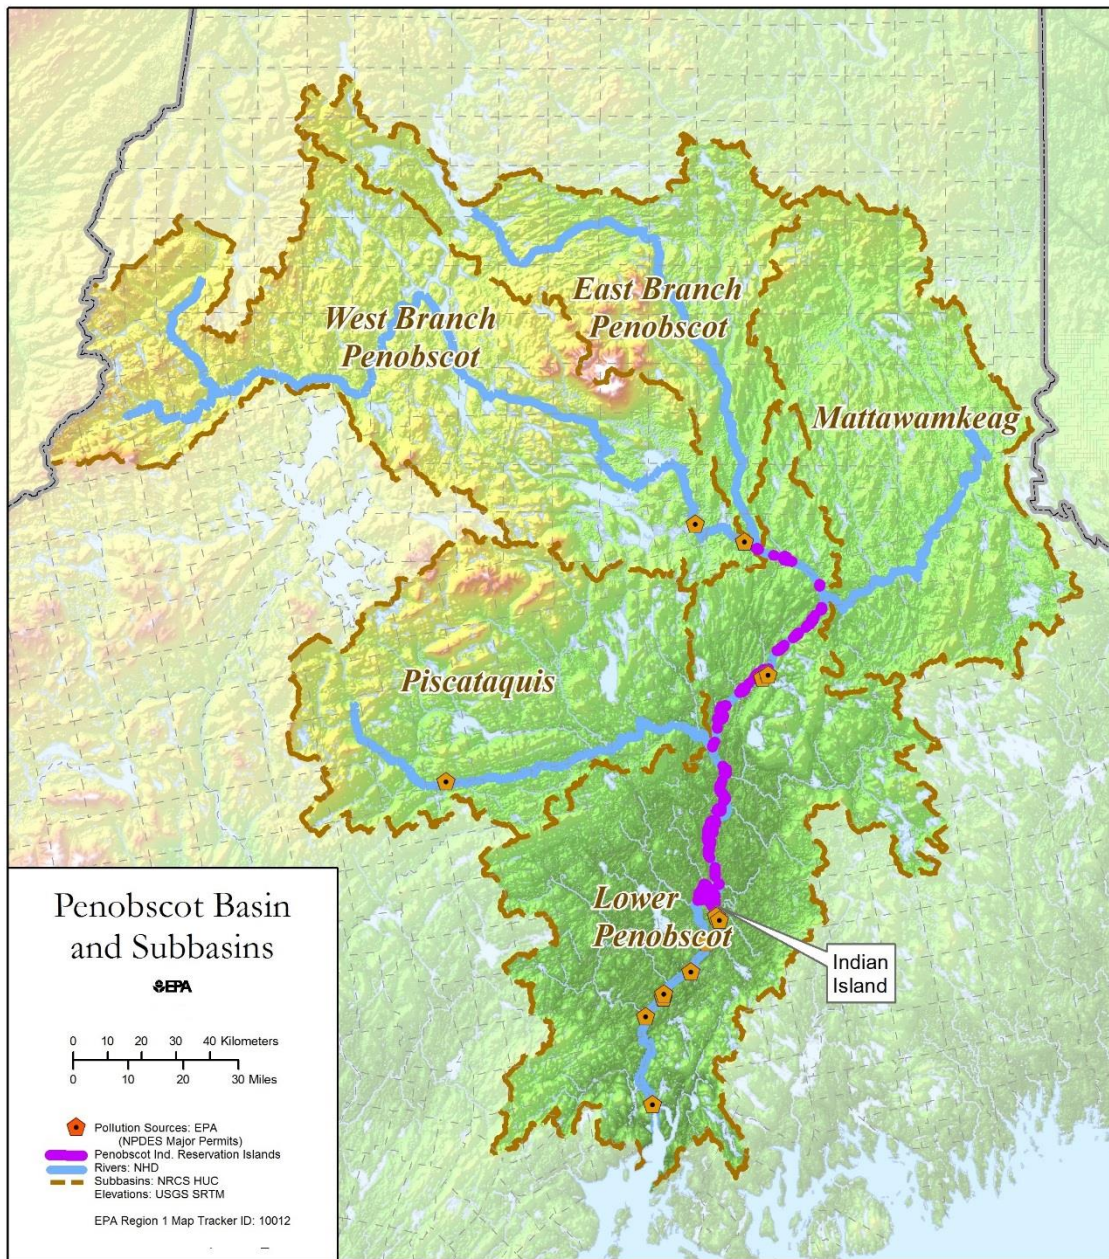 East Branch
Penobscot
West Branch
Penobscot
Mattawamkeag
Piscataquis
Lower
Penobscot
Indian
Island
Penobscot Basin
and Subbasins
EPA
0 10 20 30 40 Kilometers
0 10 20 30 Miles
Pollution Sources: EPA
(NPDES Major Permits)
Penobscot Ind. Reservation Islands
Rivers: NHD
Subbasins: NRCS HUC
Elevations: USGS SRTM
EPA Region 1 Map Tracker ID: 10012